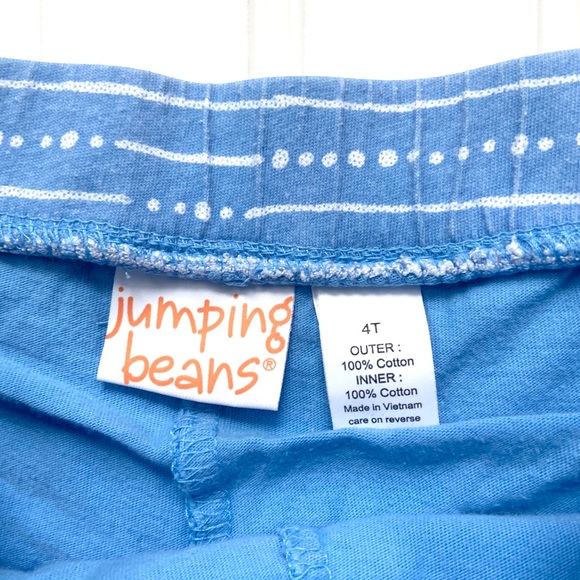 jumping
beans®
4T
OUTER :
100% Cotton
INNER :
100% Cotton
Made in Vietnam
care on reverse